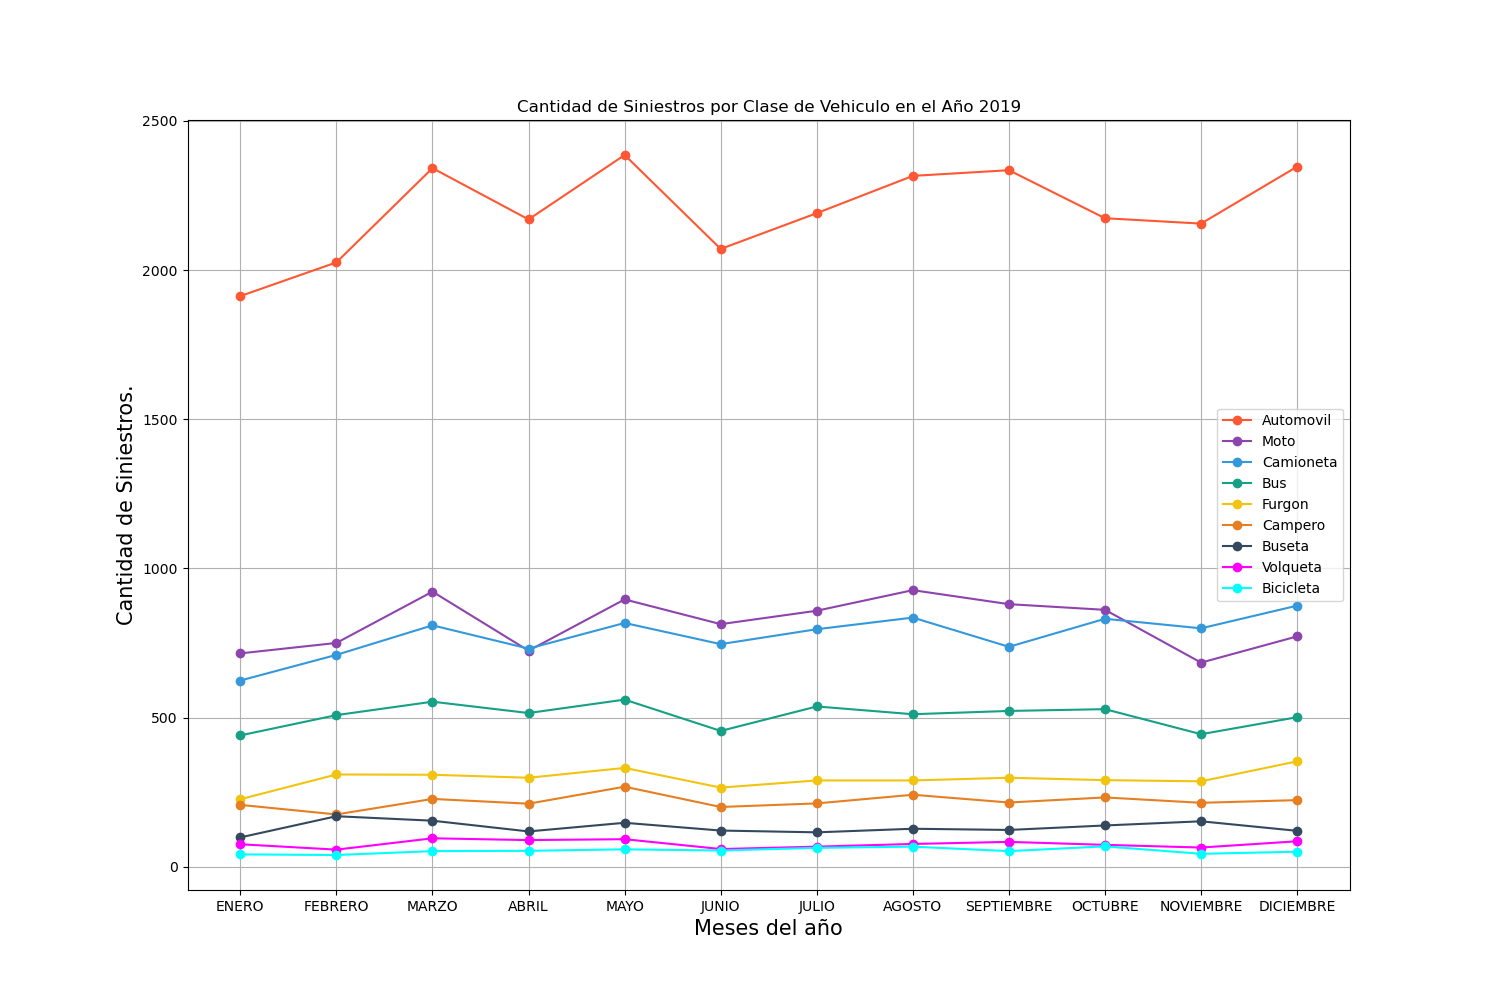 Cantidad de Siniestros por Clase de Vehiculo en el Año 2019
Cantidad de Siniestros.
2500
2000
1500
1000
500
0
Automovil
Moto
Camioneta
Bus
Furgon
Campero
Buseta
Volqueta
Bicicleta
ENERO FEBRERO MARZO ABRIL MAYO JUNIO JULIO AGOSTO SEPTIEMBRE OCTUBRE NOVIEMBRE DICIEMBRE
Meses del año